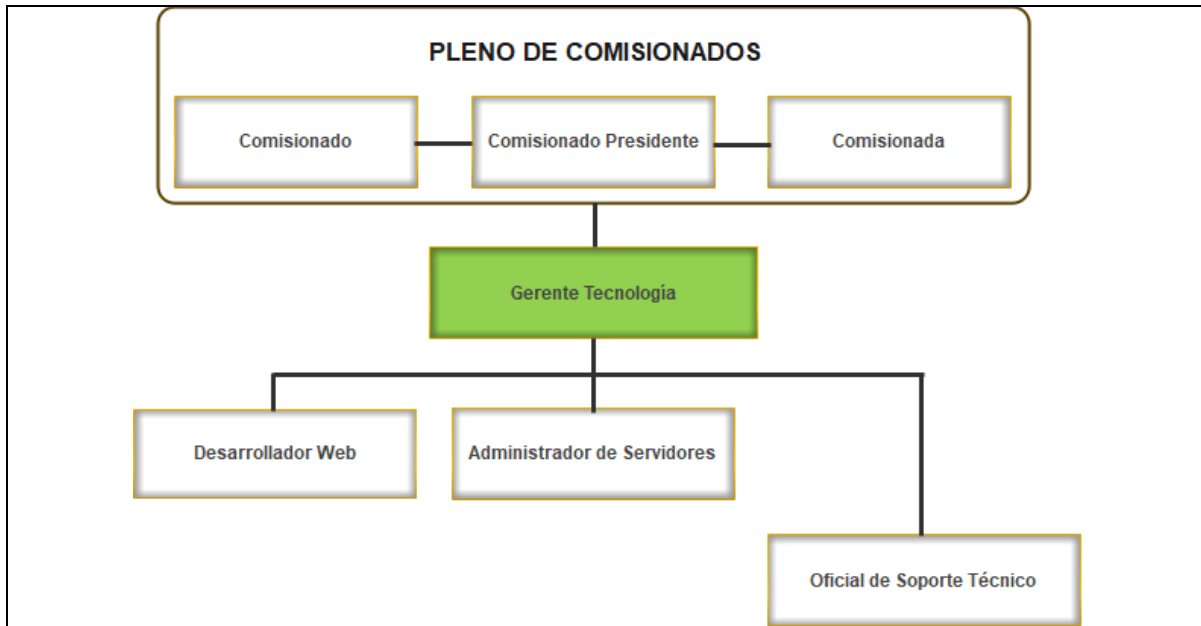 PLENO DE COMISIONADOS
Comisionado
Comisionado Presidente
Comisionada
Gerente Tecnología
Desarrollador Web
Administrador de Servidores
Oficial de Soporte Técnico